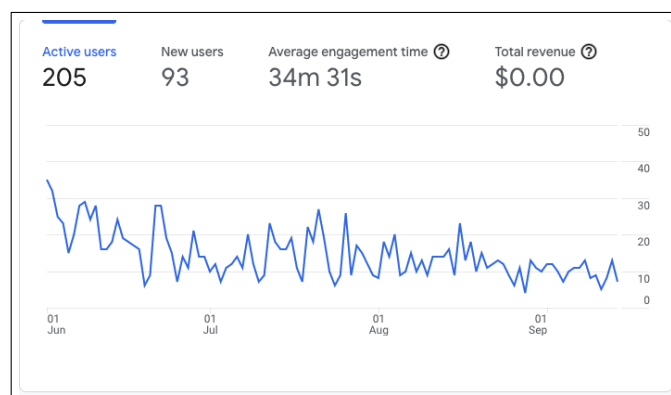 Active users
205
New users
93
Average engagement time ?
34m 31s
Total revenue ?
$0.00
50
40
30
20
10
0
01
Jun
01
Jul
01
Aug
01
Sep